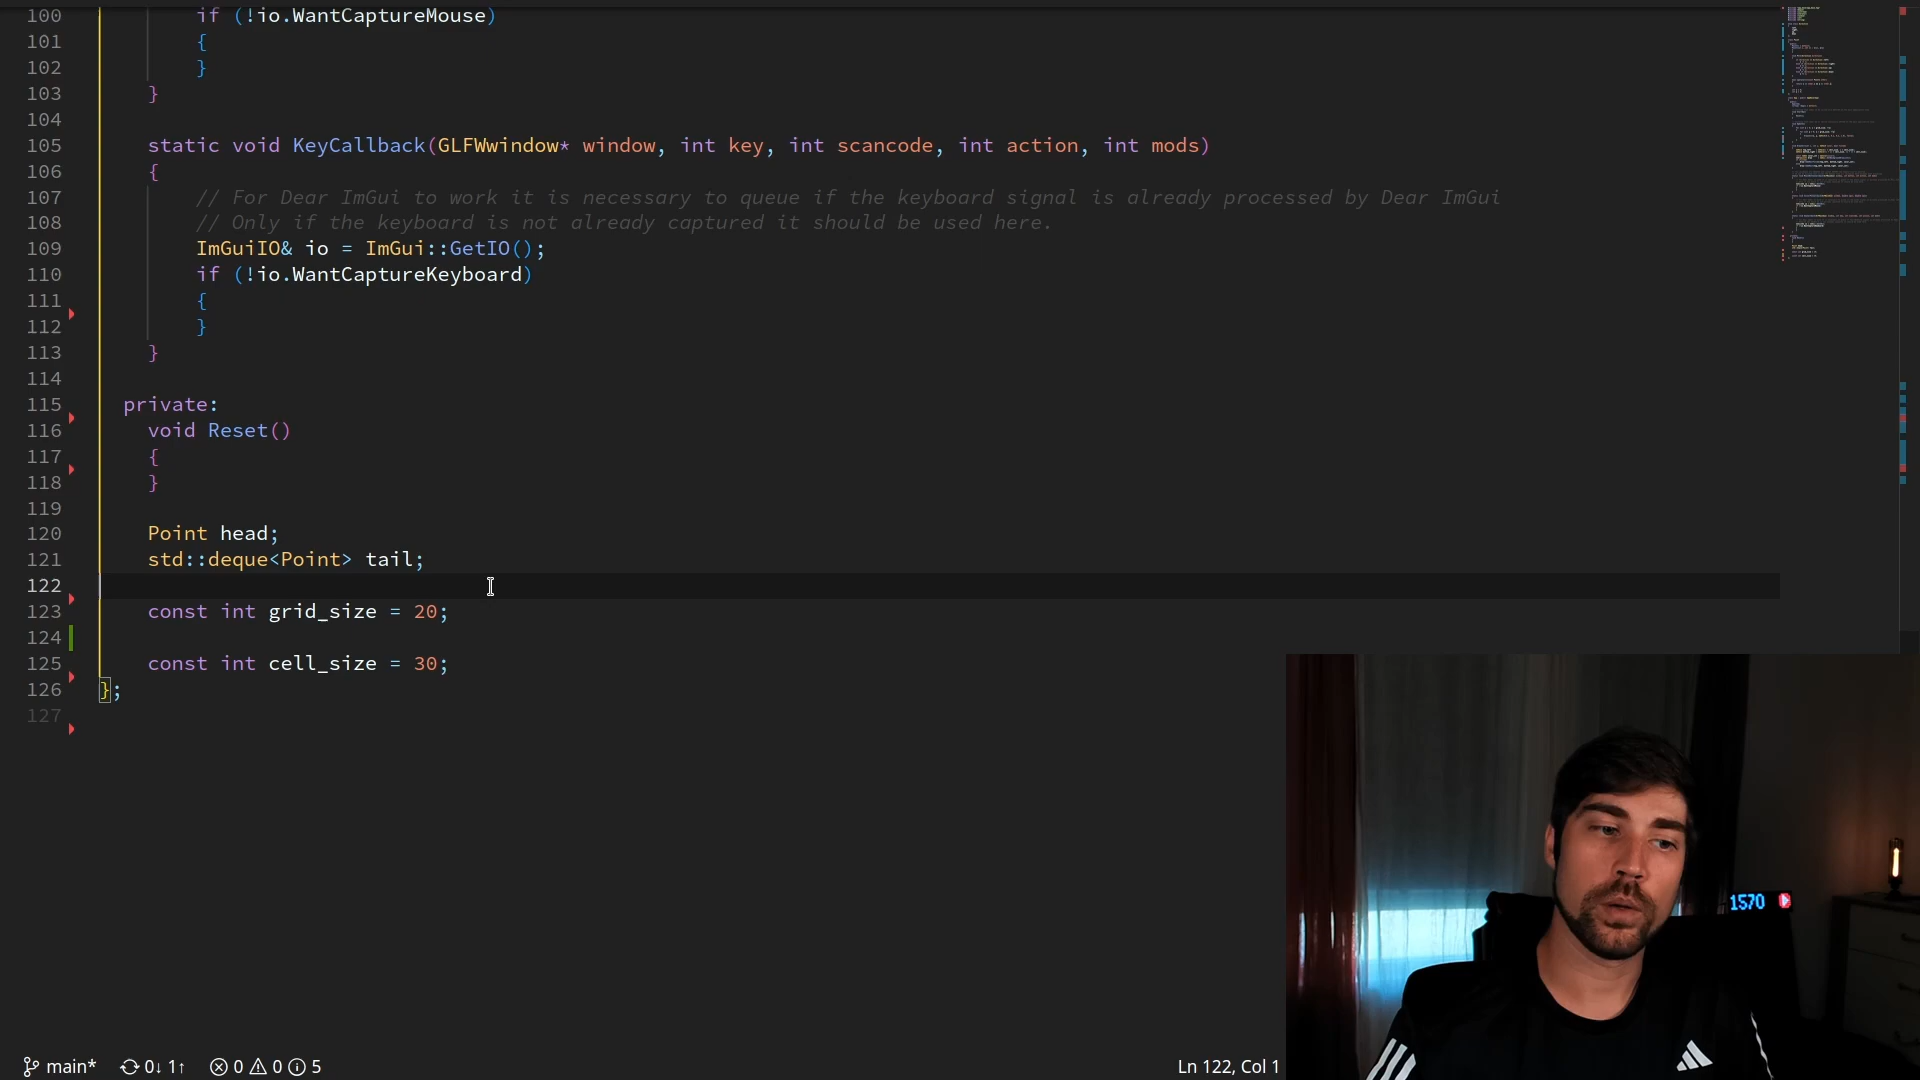 100 if (!io.WantCaptureMouse)
101 {
102 }
103 }
104
105 static void KeyCallback(GLFWwindow* window, int key, int scancode, int action, int mods)
106 {
107 // For Dear ImGui to work it is necessary to queue if the keyboard signal is already processed by Dear ImGui
108 // Only if the keyboard is not already captured it should be used here.
109 ImGuiIO& io = ImGui::GetIO();
110 if (!io.WantCaptureKeyboard)
111 {
112 }
113 }
114
115 private:
116 void Reset()
117 {
118 }
119
120 Point head;
121 std::deque<Point> tail;
122
123 const int grid_size = 20;
124
125 const int cell_size = 30;
126 };
127
1570
main* 0↓ 1↑ 0 0 5
Ln 122, Col 1